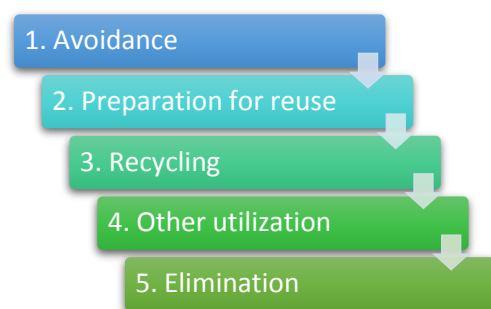 1. Avoidance
2. Preparation for reuse
3. Recycling
4. Other utilization
5. Elimination